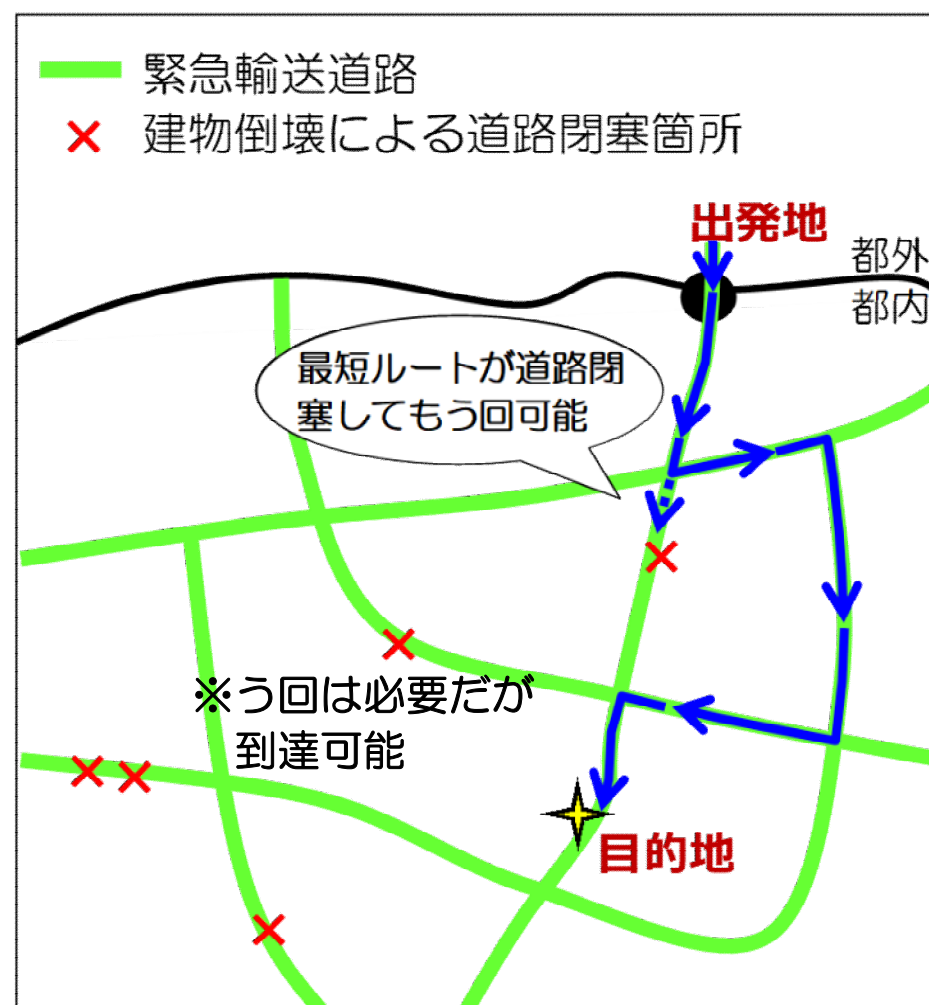 緊急輸送道路
建物倒壊による道路閉塞箇所
出発地
都外
都内
最短ルートが道路閉
塞してもう回可能
※う回は必要だが
到達可能
目的地